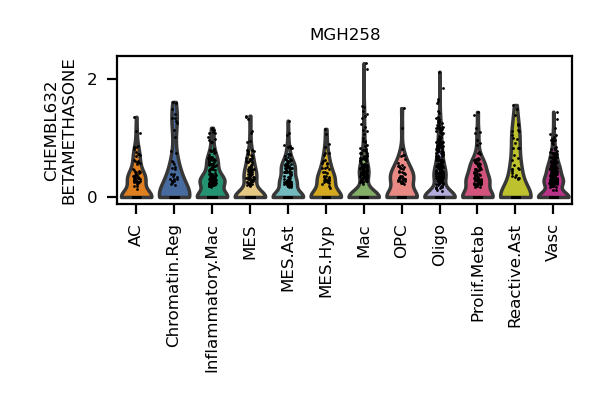 MGH258
CHEMBL632
BETAMETHASONE
2
0
AC
Chromatin.Reg
Inflammatory.Mac
MES
MES.Ast
MES.Hyp
Mac
OPC
Oligo
Prolif.Metab
Reactive.Ast
Vasc